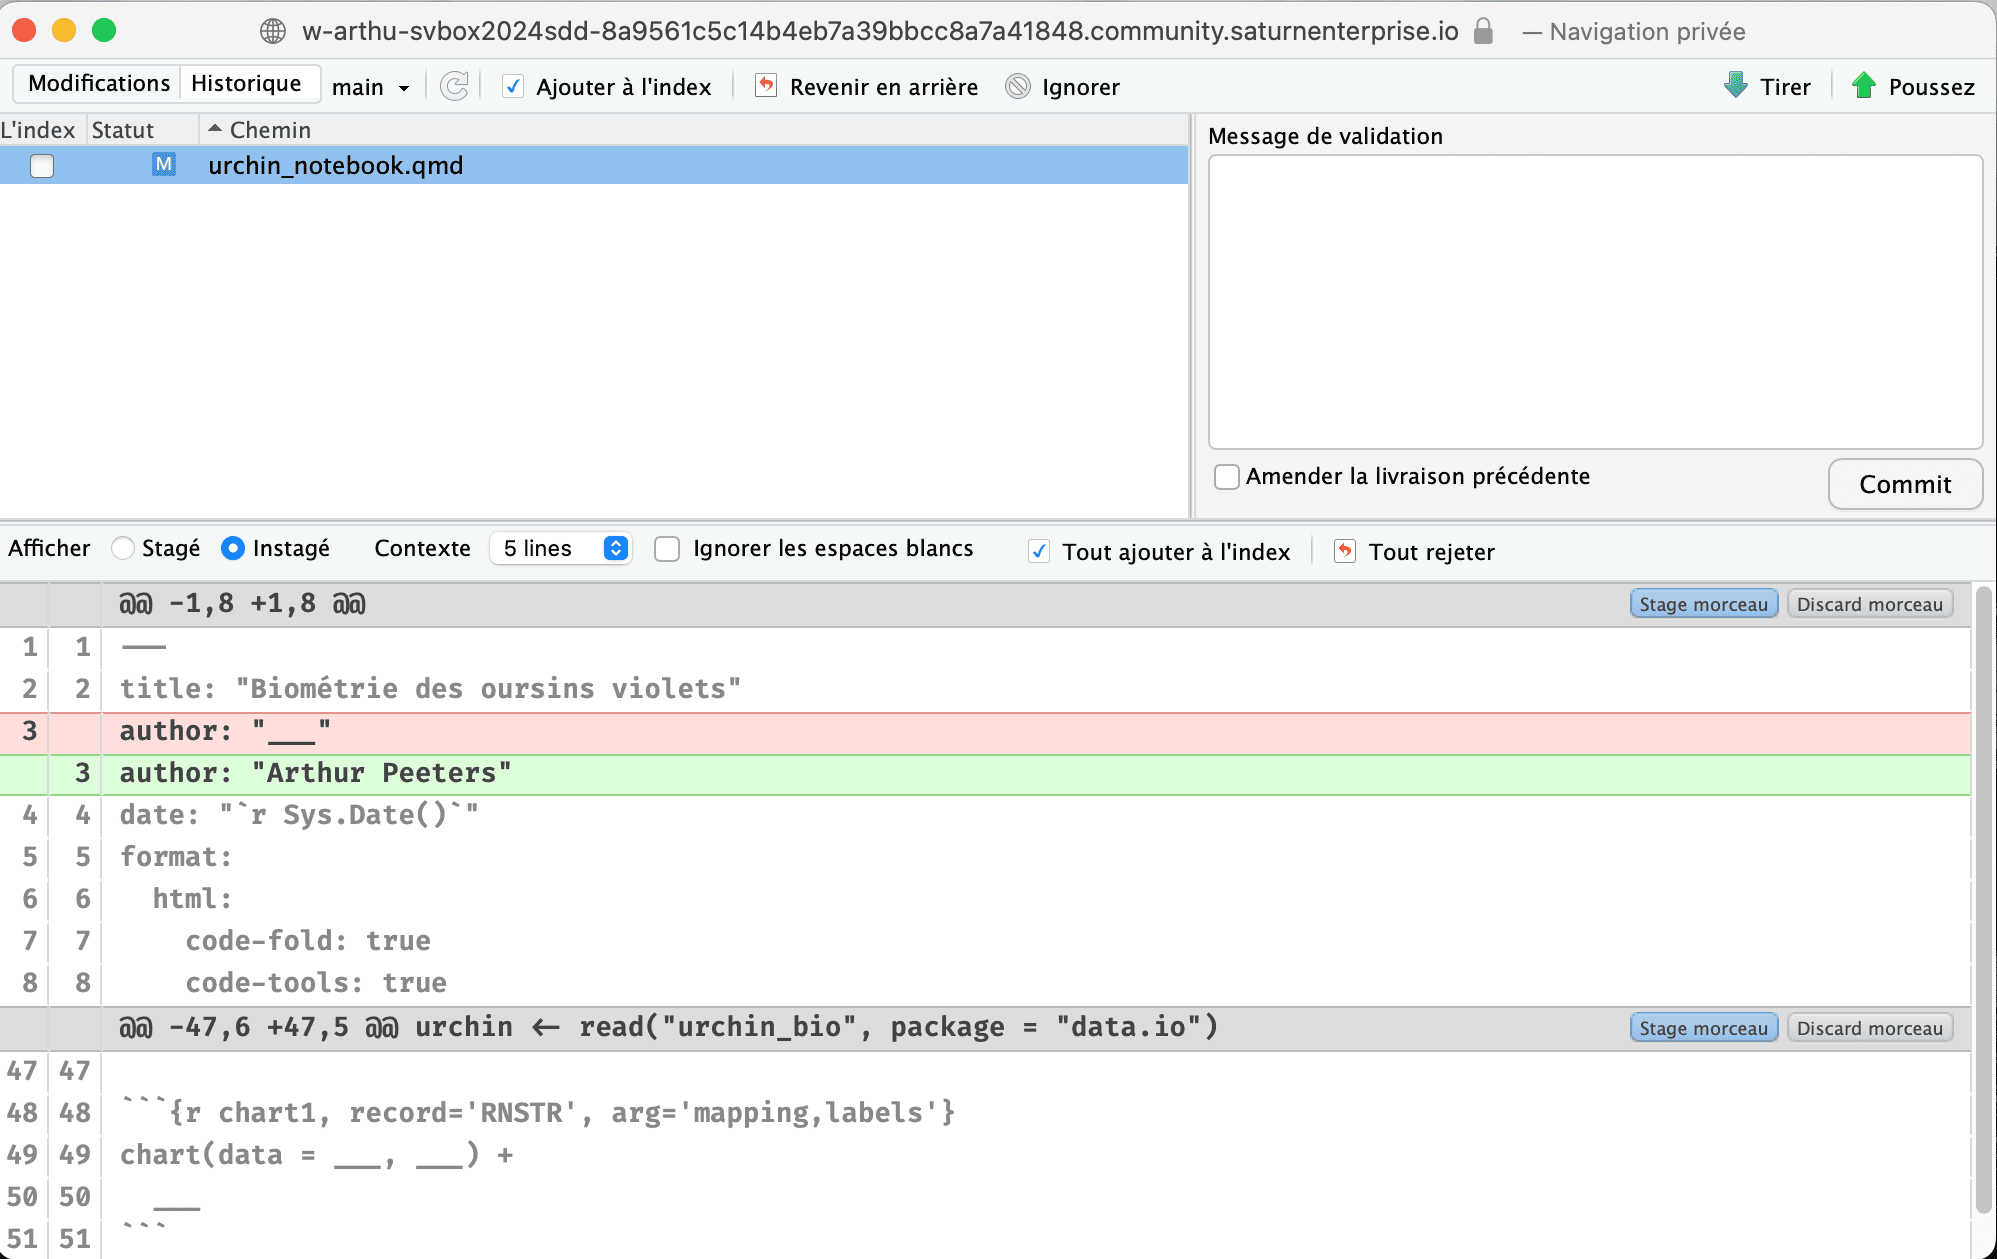 w-arthu-svbox2024sdd-8a9561c5c14b4eb7a39bbcc8a7a41848.community.saturnenterprise.io — Navigation privée
Modifications Historique main Ajouter à l'index Revenir en arrière Ignorer Tirer Poussez
L'index Statut Chemin
M urchin_notebook.qmd
Message de validation
Amender la livraison précédente Commit
Afficher Stagé Instagé Contexte 5 lines Ignorer les espaces blancs Tout ajouter à l'index Tout rejeter
@@ -1,8 +1,8 @@ Stage morceau Discard morceau
1 1 ---
2 2 title: "Biométrie des oursins violets"
3 author: "___"
3 author: "Arthur Peeters"
4 4 date: "`r Sys.Date()`"
5 5 format:
6 6 html:
7 7 code-fold: true
8 8 code-tools: true
@@ -47,6 +47,5 @@ urchin <- read("urchin_bio", package = "data.io") Stage morceau Discard morceau
47 47
48 48 ```{r chart1, record='RNSTR', arg='mapping,labels'}
49 49 chart(data = ___, ___) +
50 50 ___
51 51 ```